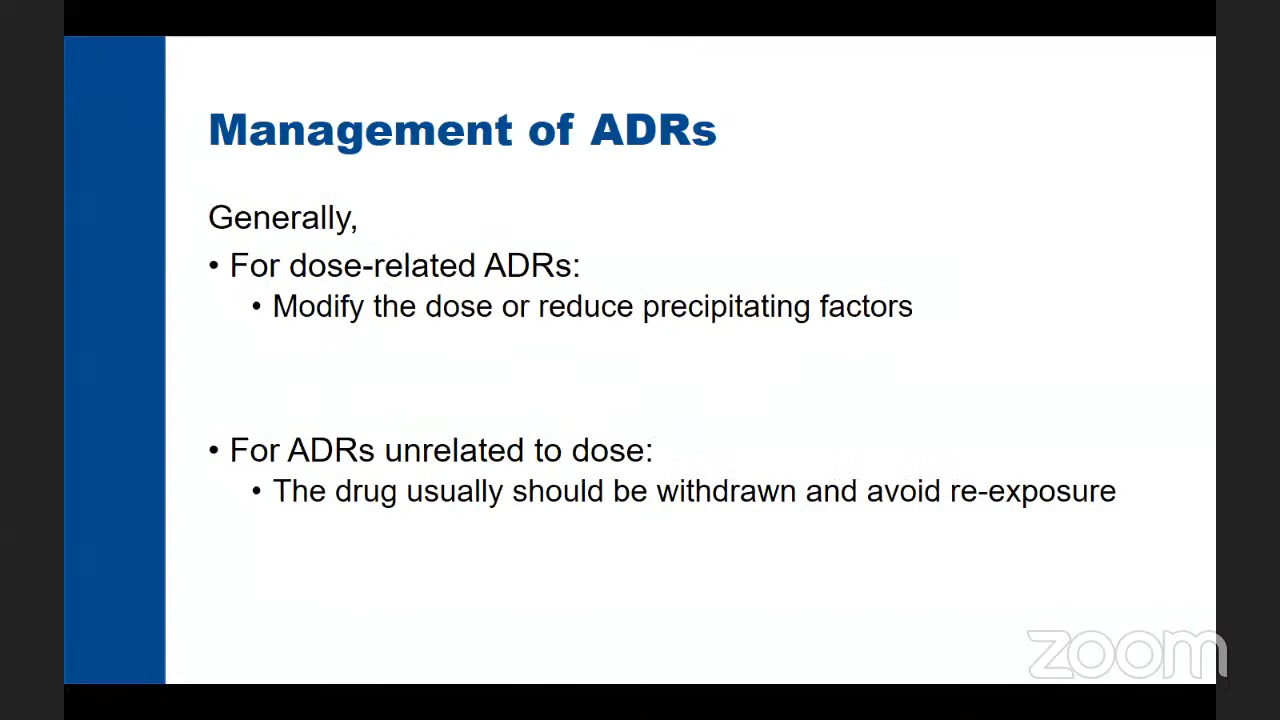 Management of ADRs
Generally,
• For dose-related ADRs:
• Modify the dose or reduce precipitating factors
• For ADRs unrelated to dose:
• The drug usually should be withdrawn and avoid re-exposure
zoom